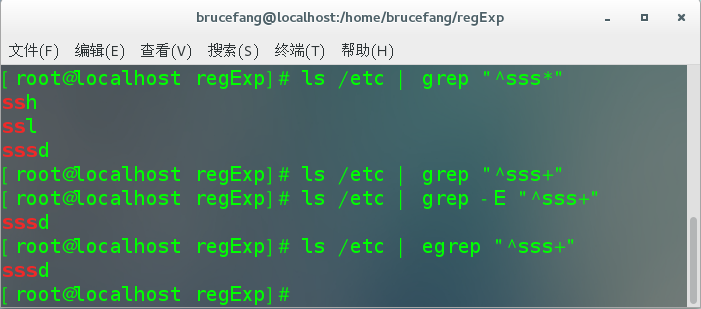 brucefang@localhost:/home/brucefang/regExp
文件(F) 编辑(E) 查看(V) 搜索(S) 终端(T) 帮助(H)
[root@localhost regExp]# ls /etc | grep "^sss*"
ssh
ssl
sssd
[root@localhost regExp]# ls /etc | grep "^sss+"
[root@localhost regExp]# ls /etc | grep -E "^sss+"
sssd
[root@localhost regExp]# ls /etc | egrep "^sss+"
sssd
[root@localhost regExp]#